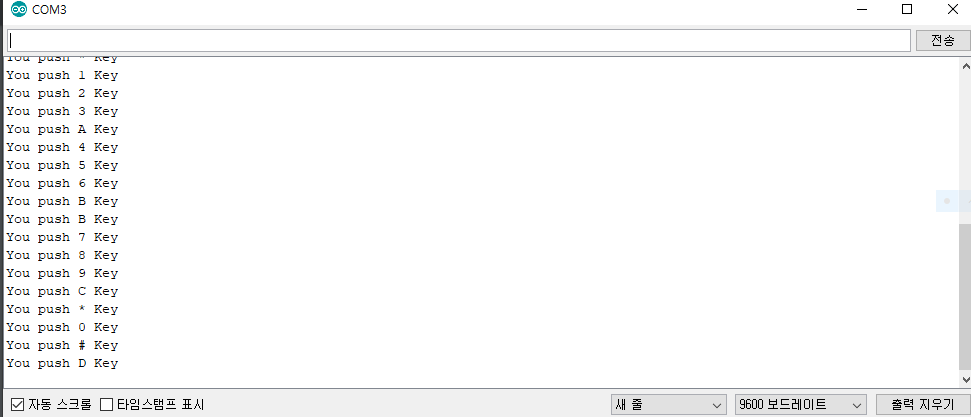 COM3
전송
You push * Key
You push 1 Key
You push 2 Key
You push 3 Key
You push A Key
You push 4 Key
You push 5 Key
You push 6 Key
You push B Key
You push B Key
You push 7 Key
You push 8 Key
You push 9 Key
You push C Key
You push * Key
You push 0 Key
You push # Key
You push D Key
자동 스크롤 타임스탬프 표시 새 줄 9600 보드레이트 출력 지우기